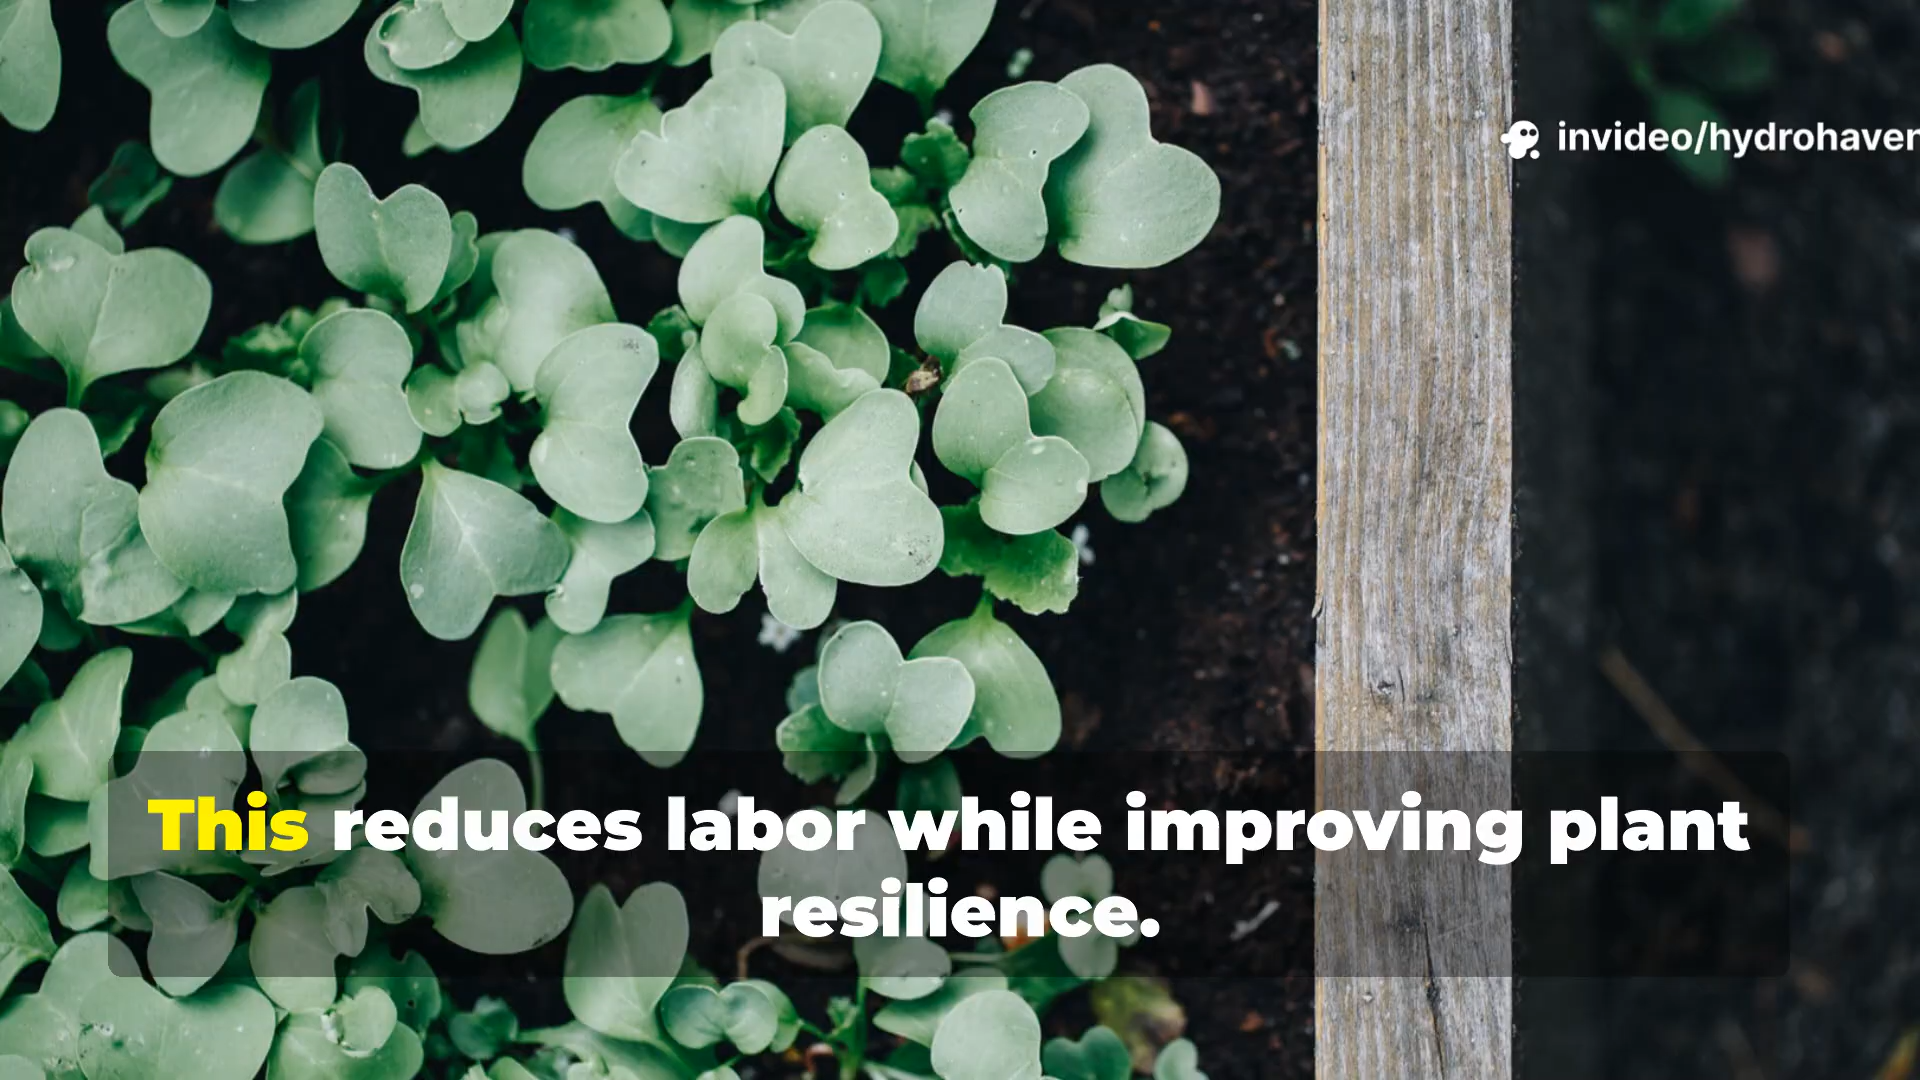 invideo/hydrohaven
This reduces labor while improving plant
resilience.